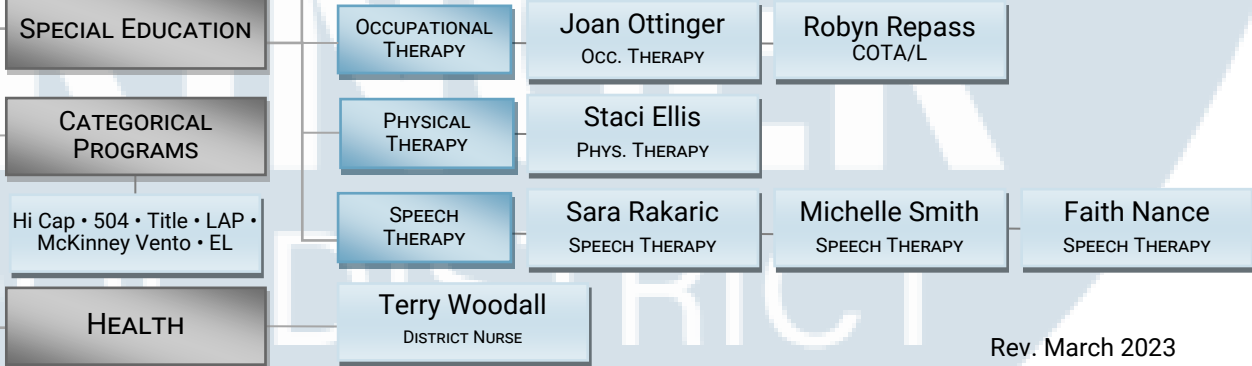 SPECIAL EDUCATION
OCCUPATIONAL
THERAPY
Joan Ottinger
OCC. THERAPY
Robyn Repass
COTA/L
CATEGORICAL
PROGRAMS
PHYSICAL
THERAPY
Staci Ellis
PHYS. THERAPY
Hi Cap • 504 • Title • LAP •
McKinney Vento • EL
SPEECH
THERAPY
Sara Rakaric
SPEECH THERAPY
Michelle Smith
SPEECH THERAPY
Faith Nance
SPEECH THERAPY
HEALTH
Terry Woodall
DISTRICT NURSE
DISTRICT
Rev. March 2023